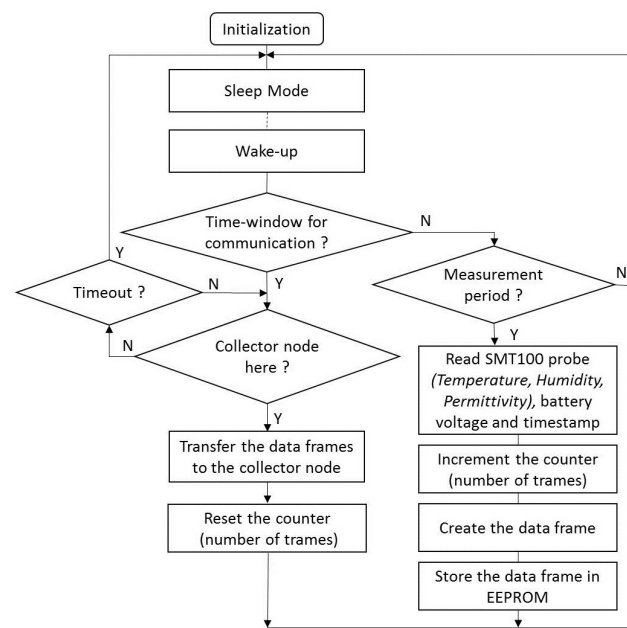 Initialization
Sleep Mode
Wake-up
Time-window for
communication ?
N
Y
Y
Timeout ?
N
Measurement
period ?
N
Y
N
Collector node
here ?
Y
Read SMT100 probe
(Temperature, Humidity,
Permittivity), battery
voltage and timestamp
Transfer the data frames
to the collector node
Increment the counter
(number of trames)
Reset the counter
(number of trames)
Create the data frame
Store the data frame in
EEPROM